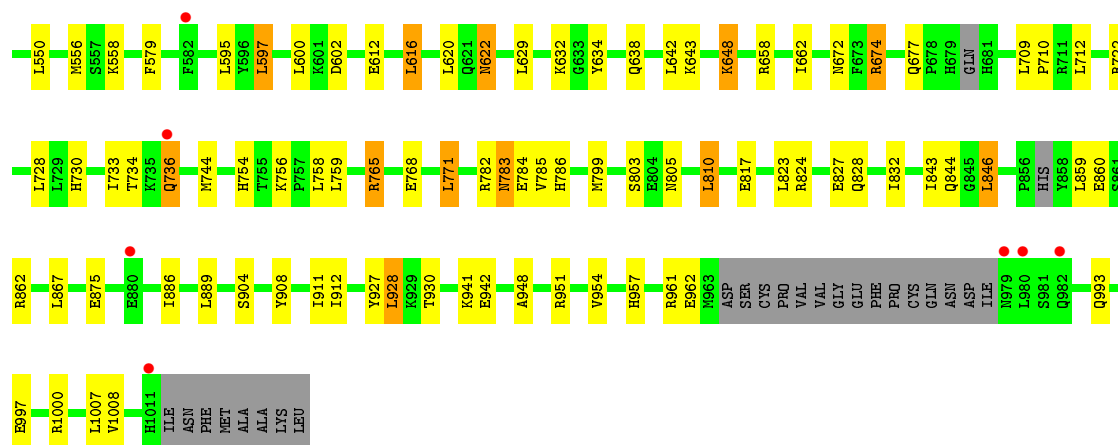 L550 M556 S557 K558 F579 F582 L595 Y596 L597 L600 K601 D602 E612 L616 L620 Q621 N622 L629 K632 G633 Y634 Q638 L642 K643 K648 R658 I662 N672 F673 R674 Q677 P678 H679 GLN H681 L709 P710 R711 L712
L728 L729 H730 I733 T734 K735 Q736 M744 H754 T755 K756 P757 L758 L759 R765 E768 L771 R782 N783 E784 V785 H786 M799 S803 E804 N805 L810 E817 L823 R824 E827 Q828 I832 I843 Q844 G845 L846 P856 HIS Y858 L859 E860 S861
R862 L867 E875 E880 I886 L889 S904 Y908 I911 I912 Y927 L928 K929 T930 K941 E942 A948 R951 V954 H957 R961 E962 M963 ASP SER CYS PRO VAL VAL GLY GLU PHE PRO CYS GLN ASN ASP ILE N979 L980 S981 Q982 Q993
E997 R1000 L1007 V1008 H1011 ILE ASN PHE MET ALA ALA LYS LEU